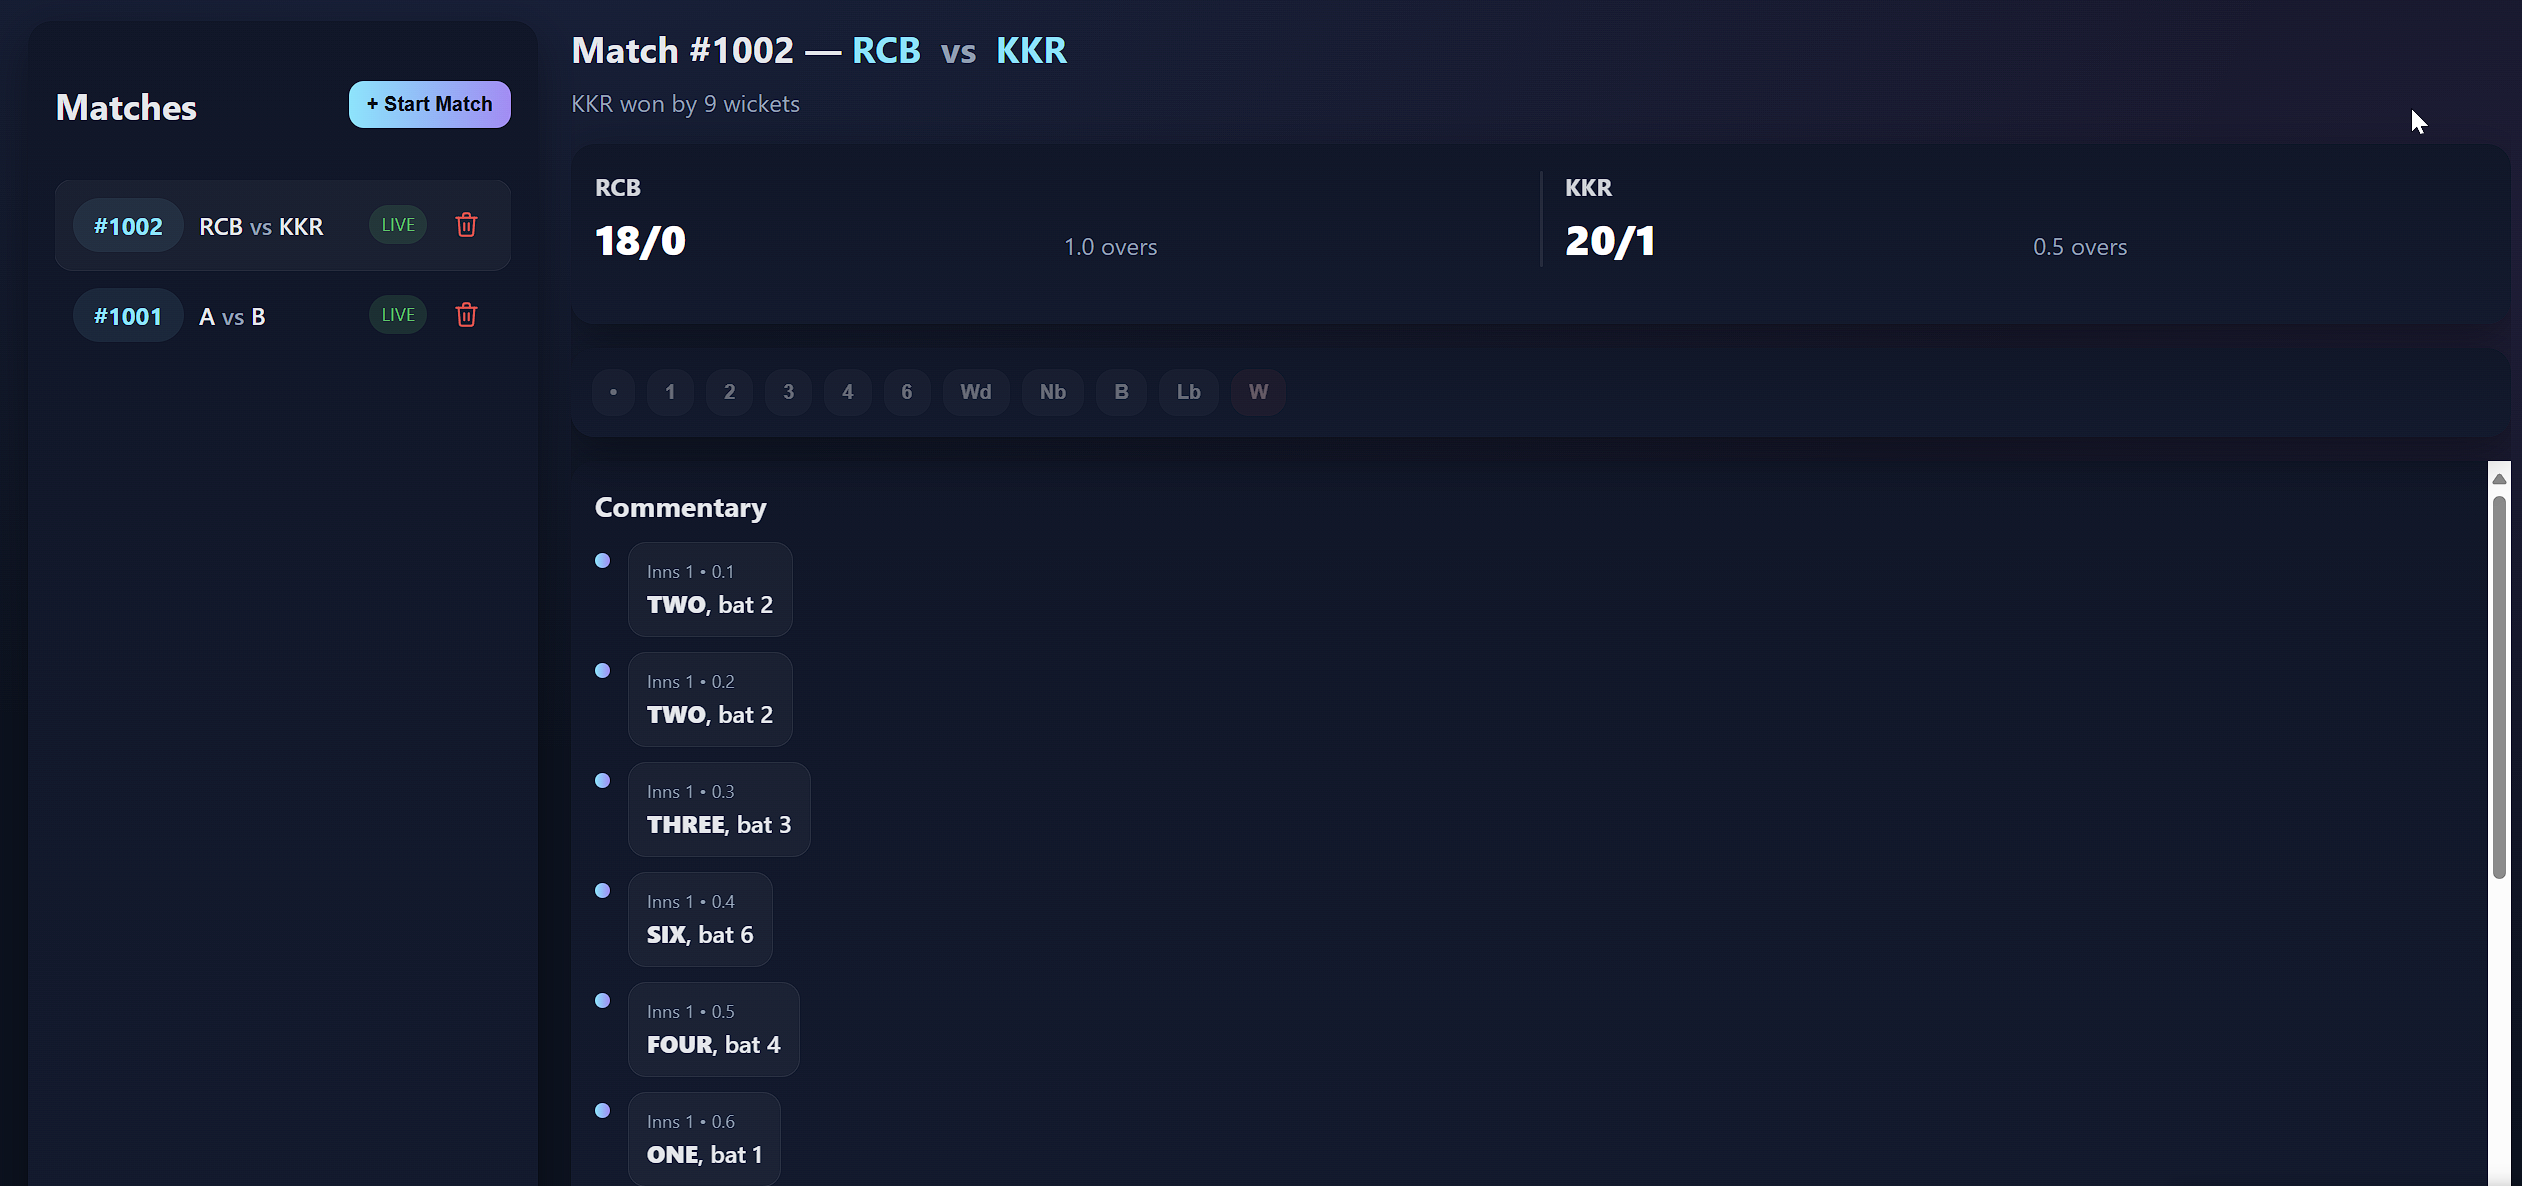 Matches
+ Start Match
#1002 RCB vs KKR LIVE
#1001 A vs B LIVE
Match #1002 — RCB vs KKR
KKR won by 9 wickets
RCB
18/0 1.0 overs
KKR
20/1 0.5 overs
• 1 2 3 4 6 Wd Nb B Lb W
Commentary
Inns 1 • 0.1
TWO, bat 2
Inns 1 • 0.2
TWO, bat 2
Inns 1 • 0.3
THREE, bat 3
Inns 1 • 0.4
SIX, bat 6
Inns 1 • 0.5
FOUR, bat 4
Inns 1 • 0.6
ONE, bat 1